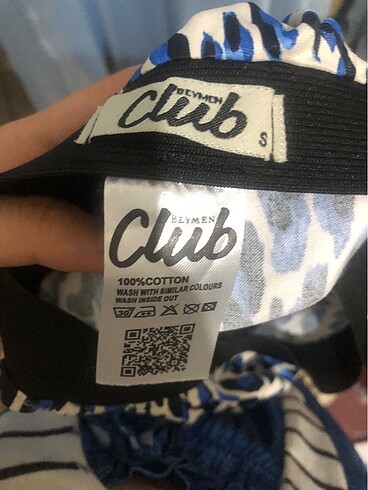 BEYMEN
Club
S
BEYMEN
Club
100%COTTON
WASH WITH SIMILAR COLOURS
WASH INSIDE OUT
30